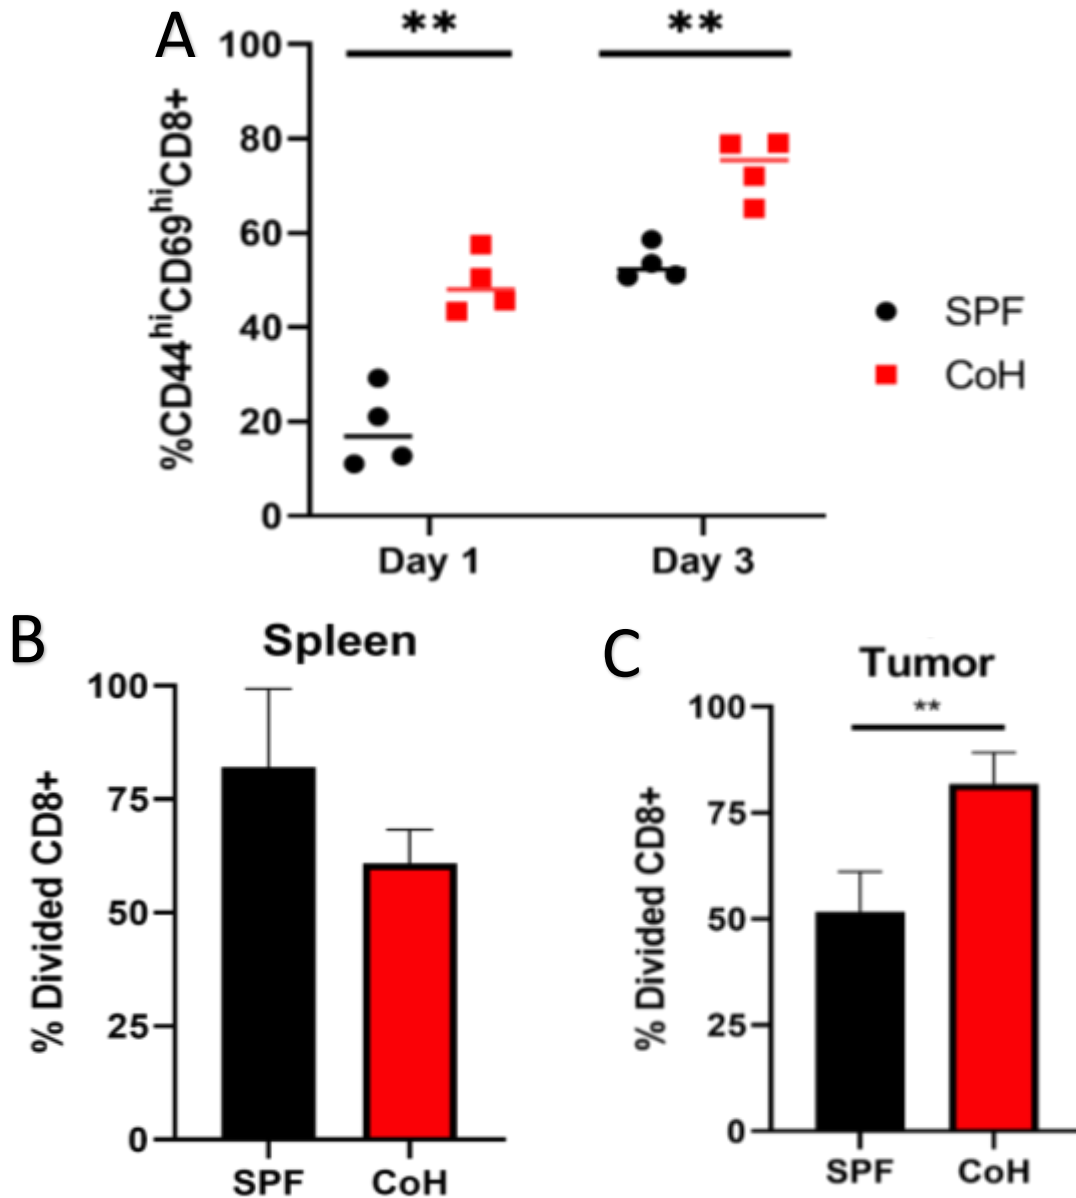 A
**
**
100
80
60
40
20
0
%CD44hiCD69hiCD8+
Day 1
Day 3
SPF
CoH
B
Spleen
100
75
50
25
0
% Divided CD8+
SPF
CoH
C
Tumor
**
100
75
50
25
0
% Divided CD8+
SPF
CoH